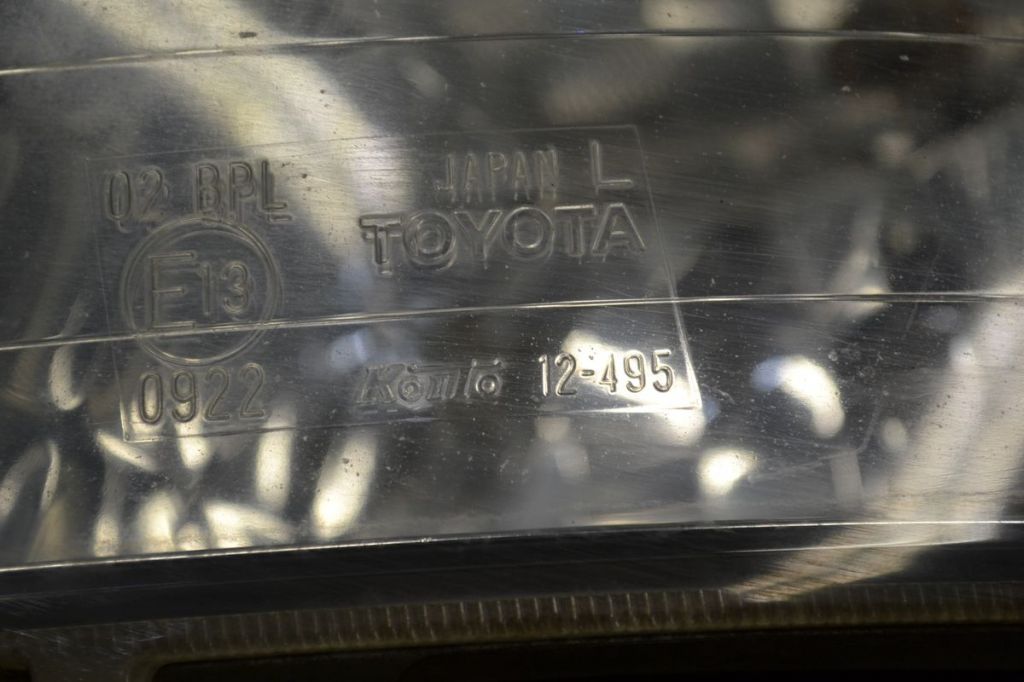 02 BPL
JAPAN L
TOYOTA
E13
0922
Koito 12-495